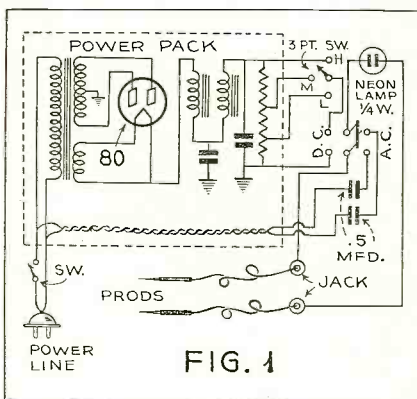 POWER PACK
3 PT. SW.
H
M
L
NEON
LAMP
1/4 W.
80
D.C.
A.C.
.5
MFD.
SW.
PRODS
JACK
POWER
LINE
FIG. 1